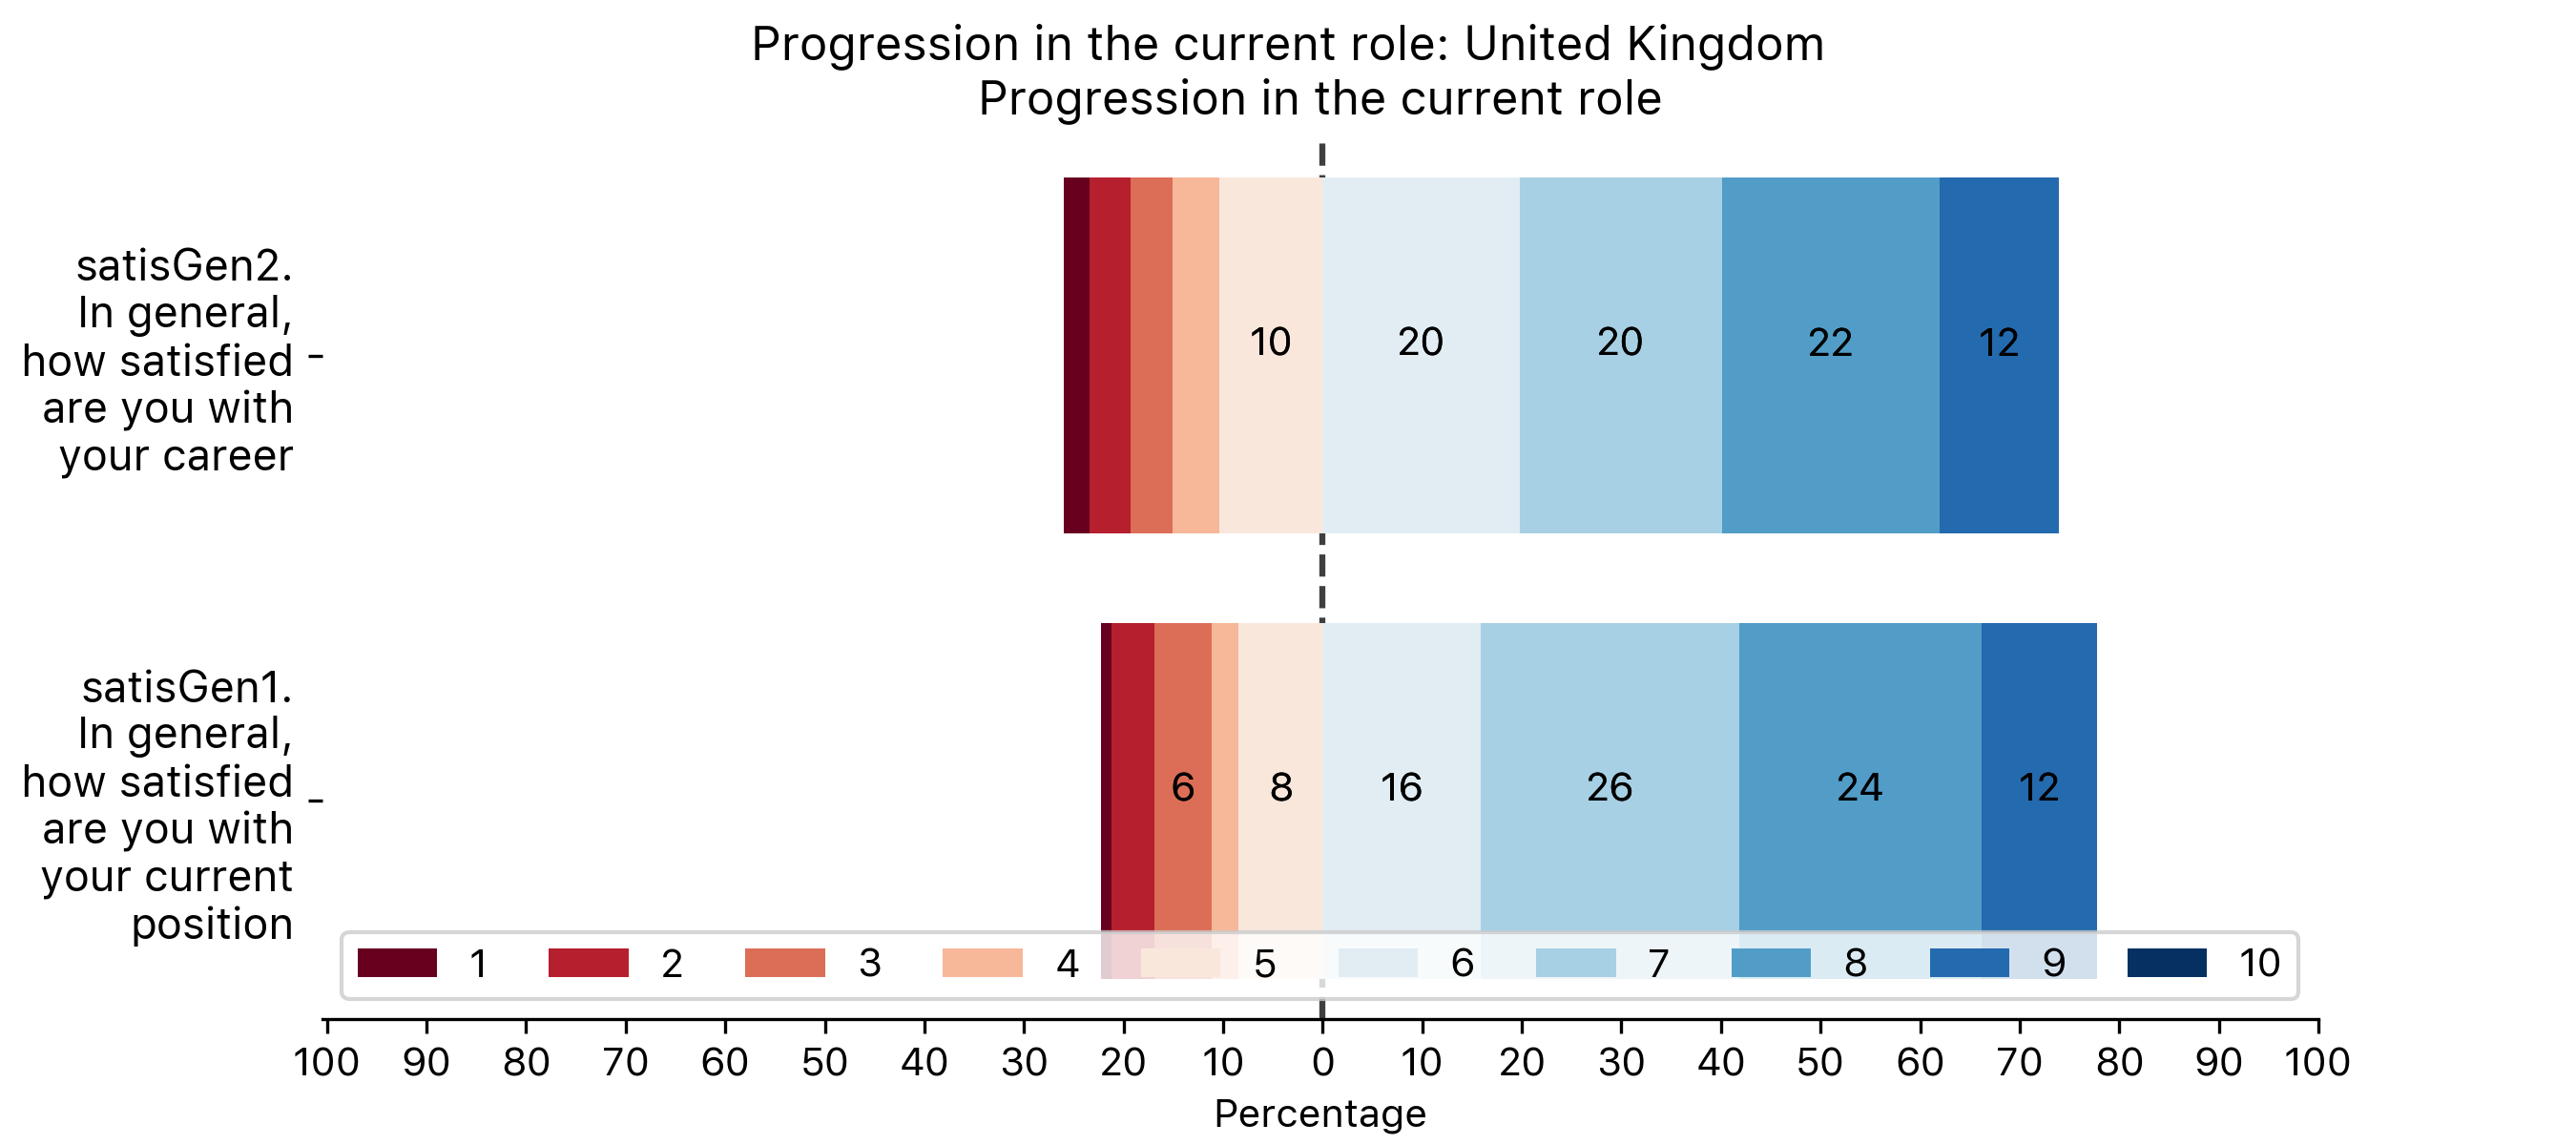 Progression in the current role: United Kingdom
Progression in the current role
satisGen2.
In general,
how satisfied
are you with
your career
10 20 20 22 12
satisGen1.
In general,
how satisfied
are you with
your current
position
6 8 16 26 24 12
1 2 3 4 5 6 7 8 9 10
100 90 80 70 60 50 40 30 20 10 0 10 20 30 40 50 60 70 80 90 100
Percentage